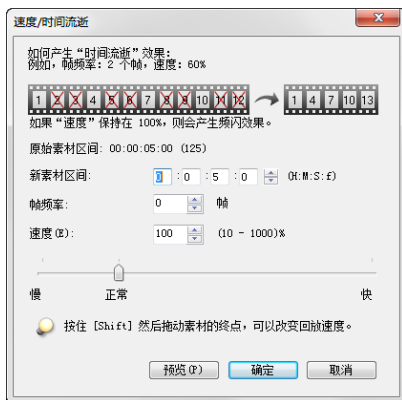 速度/时间流逝
如何产生“时间流逝”效果:
例如，帧频率: 2 个帧，速度: 60%
1 2 3 4 5 6 7 8 9 10 11 12 1 4 7 10 13
如果“速度”保持在 100%，则会产生频闪效果。
原始素材区间: 00:00:05:00 (125)
新素材区间: 0 : 0 : 5 : 0 (H:M:S:f)
帧频率: 0 帧
速度(E): 100 (10 - 1000)%
慢 正常 快
按住 [Shift] 然后拖动素材的终点，可以改变回放速度。
预览(P) 确定 取消